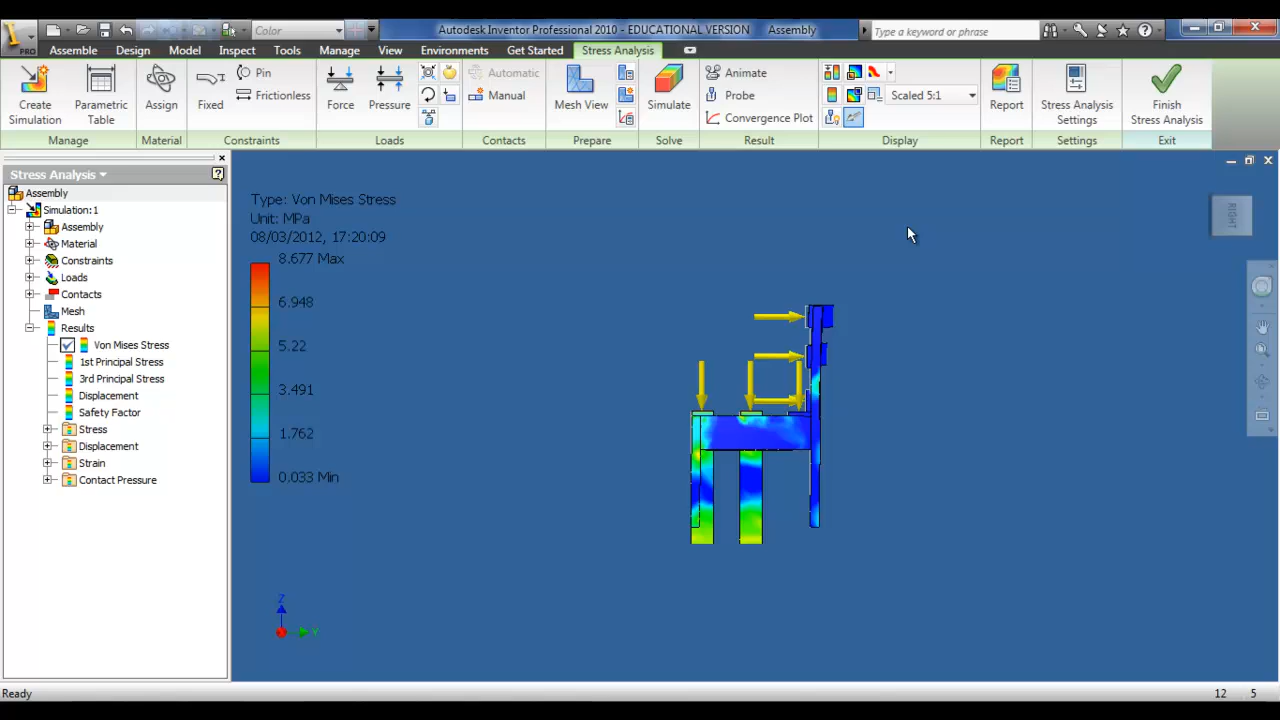 Color
Autodesk Inventor Professional 2010 - EDUCATIONAL VERSION Assembly
Type a keyword or phrase
PRO
Assemble Design Model Inspect Tools Manage View Environments Get Started Stress Analysis
Create Simulation
Parametric Table
Assign
Fixed
Pin
Frictionless
Force
Pressure
Automatic
Manual
Mesh View
Simulate
Animate
Probe
Convergence Plot
Scaled 5:1
Report
Stress Analysis Settings
Finish Stress Analysis
Manage Material Constraints Loads Contacts Prepare Solve Result Display Report Settings Exit
Stress Analysis
Assembly
Simulation:1
Assembly
Material
Constraints
Loads
Contacts
Mesh
Results
Von Mises Stress
1st Principal Stress
3rd Principal Stress
Displacement
Safety Factor
Stress
Displacement
Strain
Contact Pressure
Type: Von Mises Stress
Unit: MPa
08/03/2012, 17:20:09
8.677 Max
6.948
5.22
3.491
1.762
0.033 Min
RIGHT
Z
Y
Ready
12 5